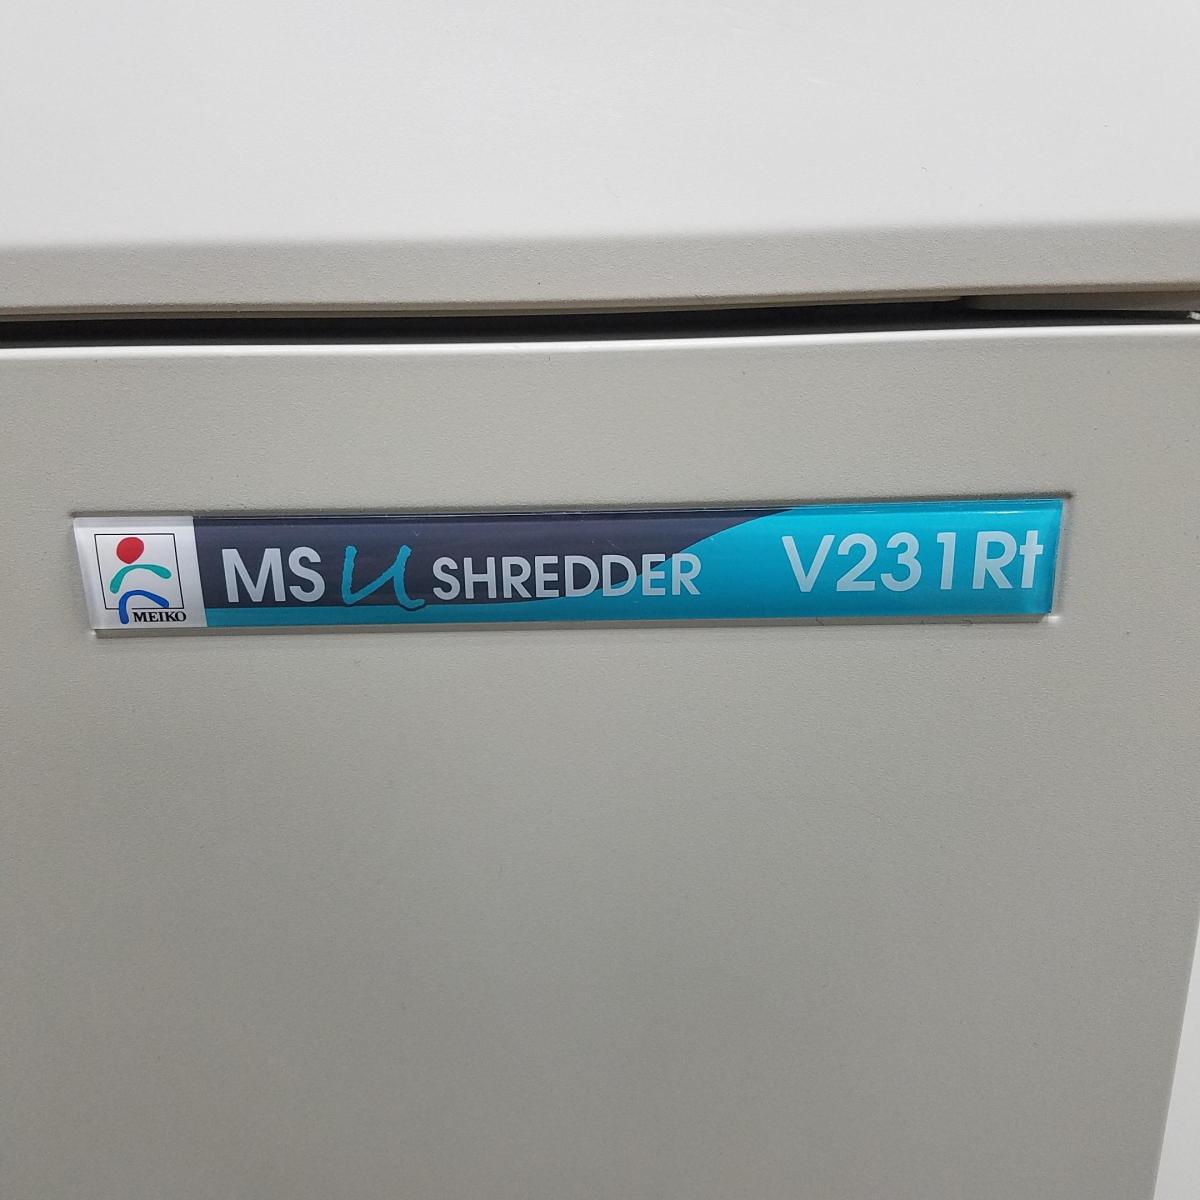 MEIKO
MS U SHREDDER V231Rt